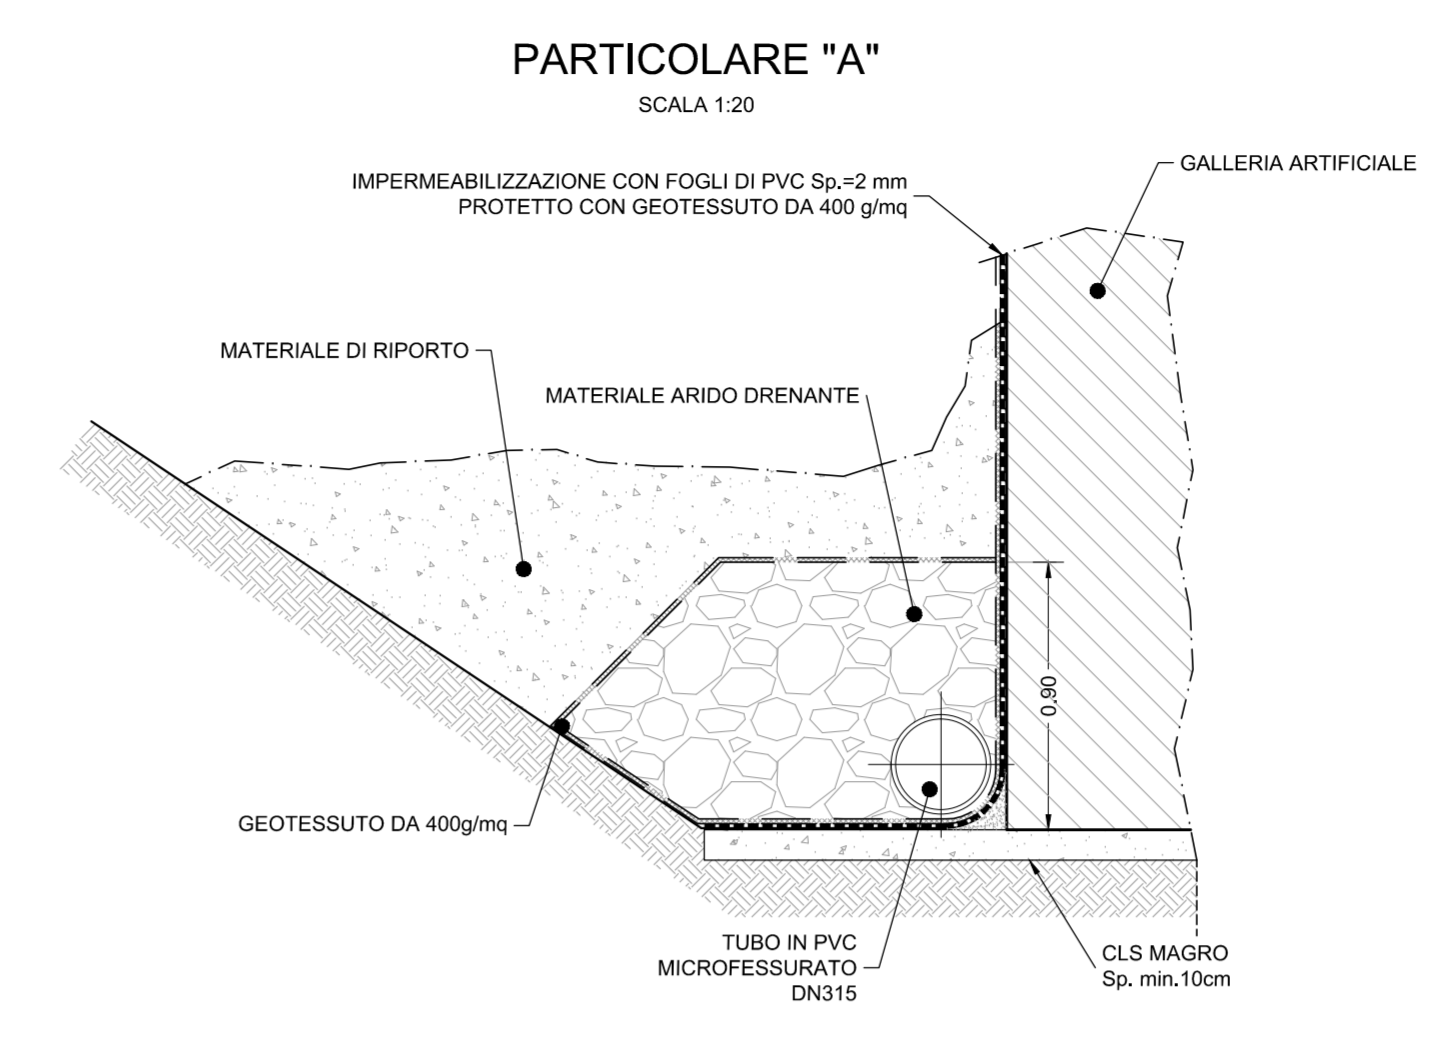 PARTICOLARE "A"
SCALA 1:20
GALLERIA ARTIFICIALE
IMPERMEABILIZZAZIONE CON FOGLI DI PVC Sp.=2 mm
PROTETTO CON GEOTESSUTO DA 400 g/mq
MATERIALE DI RIPORTO
MATERIALE ARIDO DRENANTE
0.90
GEOTESSUTO DA 400g/mq
TUBO IN PVC
MICROFESSURATO
DN315
CLS MAGRO
Sp. min.10cm